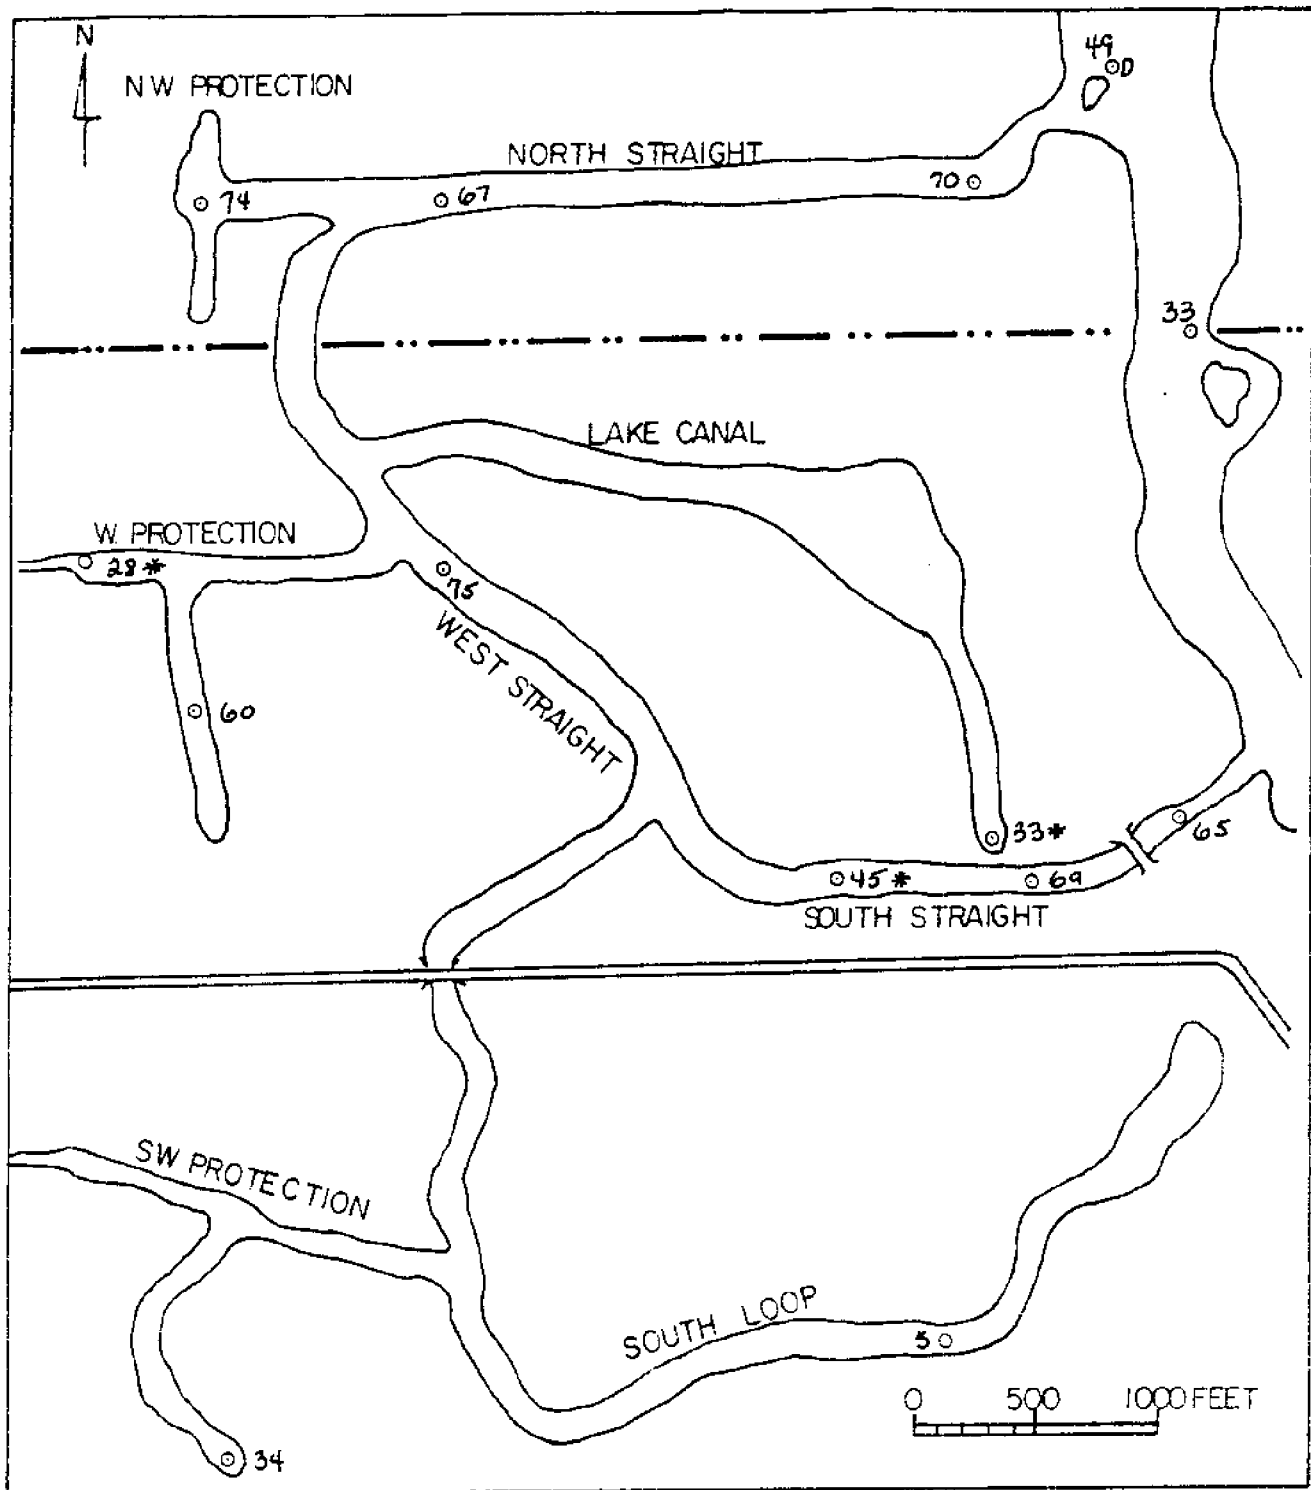 N
49
D
NW PROTECTION
NORTH STRAIGHT
70
74
67
33
LAKE CANAL
W. PROTECTION
28*
75
WEST STRAIGHT
60
33*
65
45*
69
SOUTH STRAIGHT
SW PROTECTION
SOUTH LOOP
5
0 500 1000 FEET
34